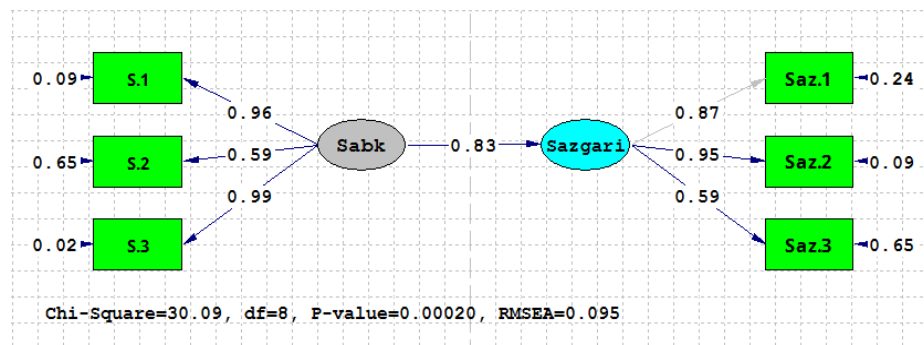 0.09 S.1 Saz.1 0.24
0.96 0.87
0.65 S.2 0.59 Sabk 0.83 Sazgari 0.95 Saz.2 0.09
0.99 0.59
0.02 S.3 Saz.3 0.65
Chi-Square=30.09, df=8, P-value=0.00020, RMSEA=0.095